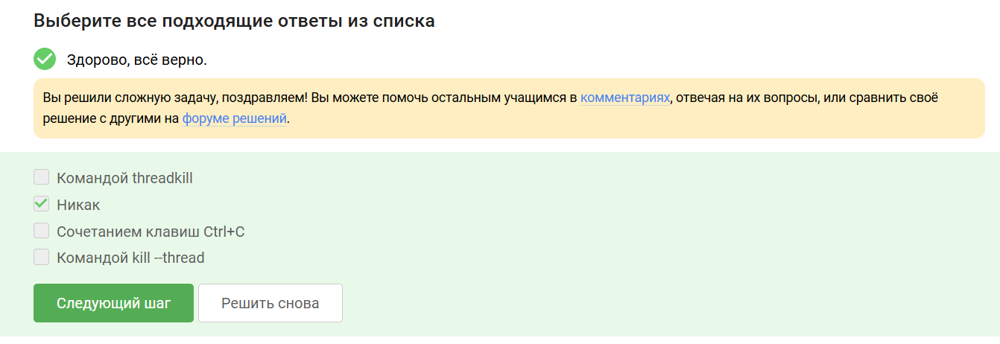 Выберите все подходящие ответы из списка
Здорово, всё верно.
Вы решили сложную задачу, поздравляем! Вы можете помочь остальным учащимся в комментариях, отвечая на их вопросы, или сравнить своё
решение с другими на форуме решений.
Командой threadkill
Никак
Сочетанием клавиш Ctrl+C
Командой kill --thread
Следующий шаг Решить снова